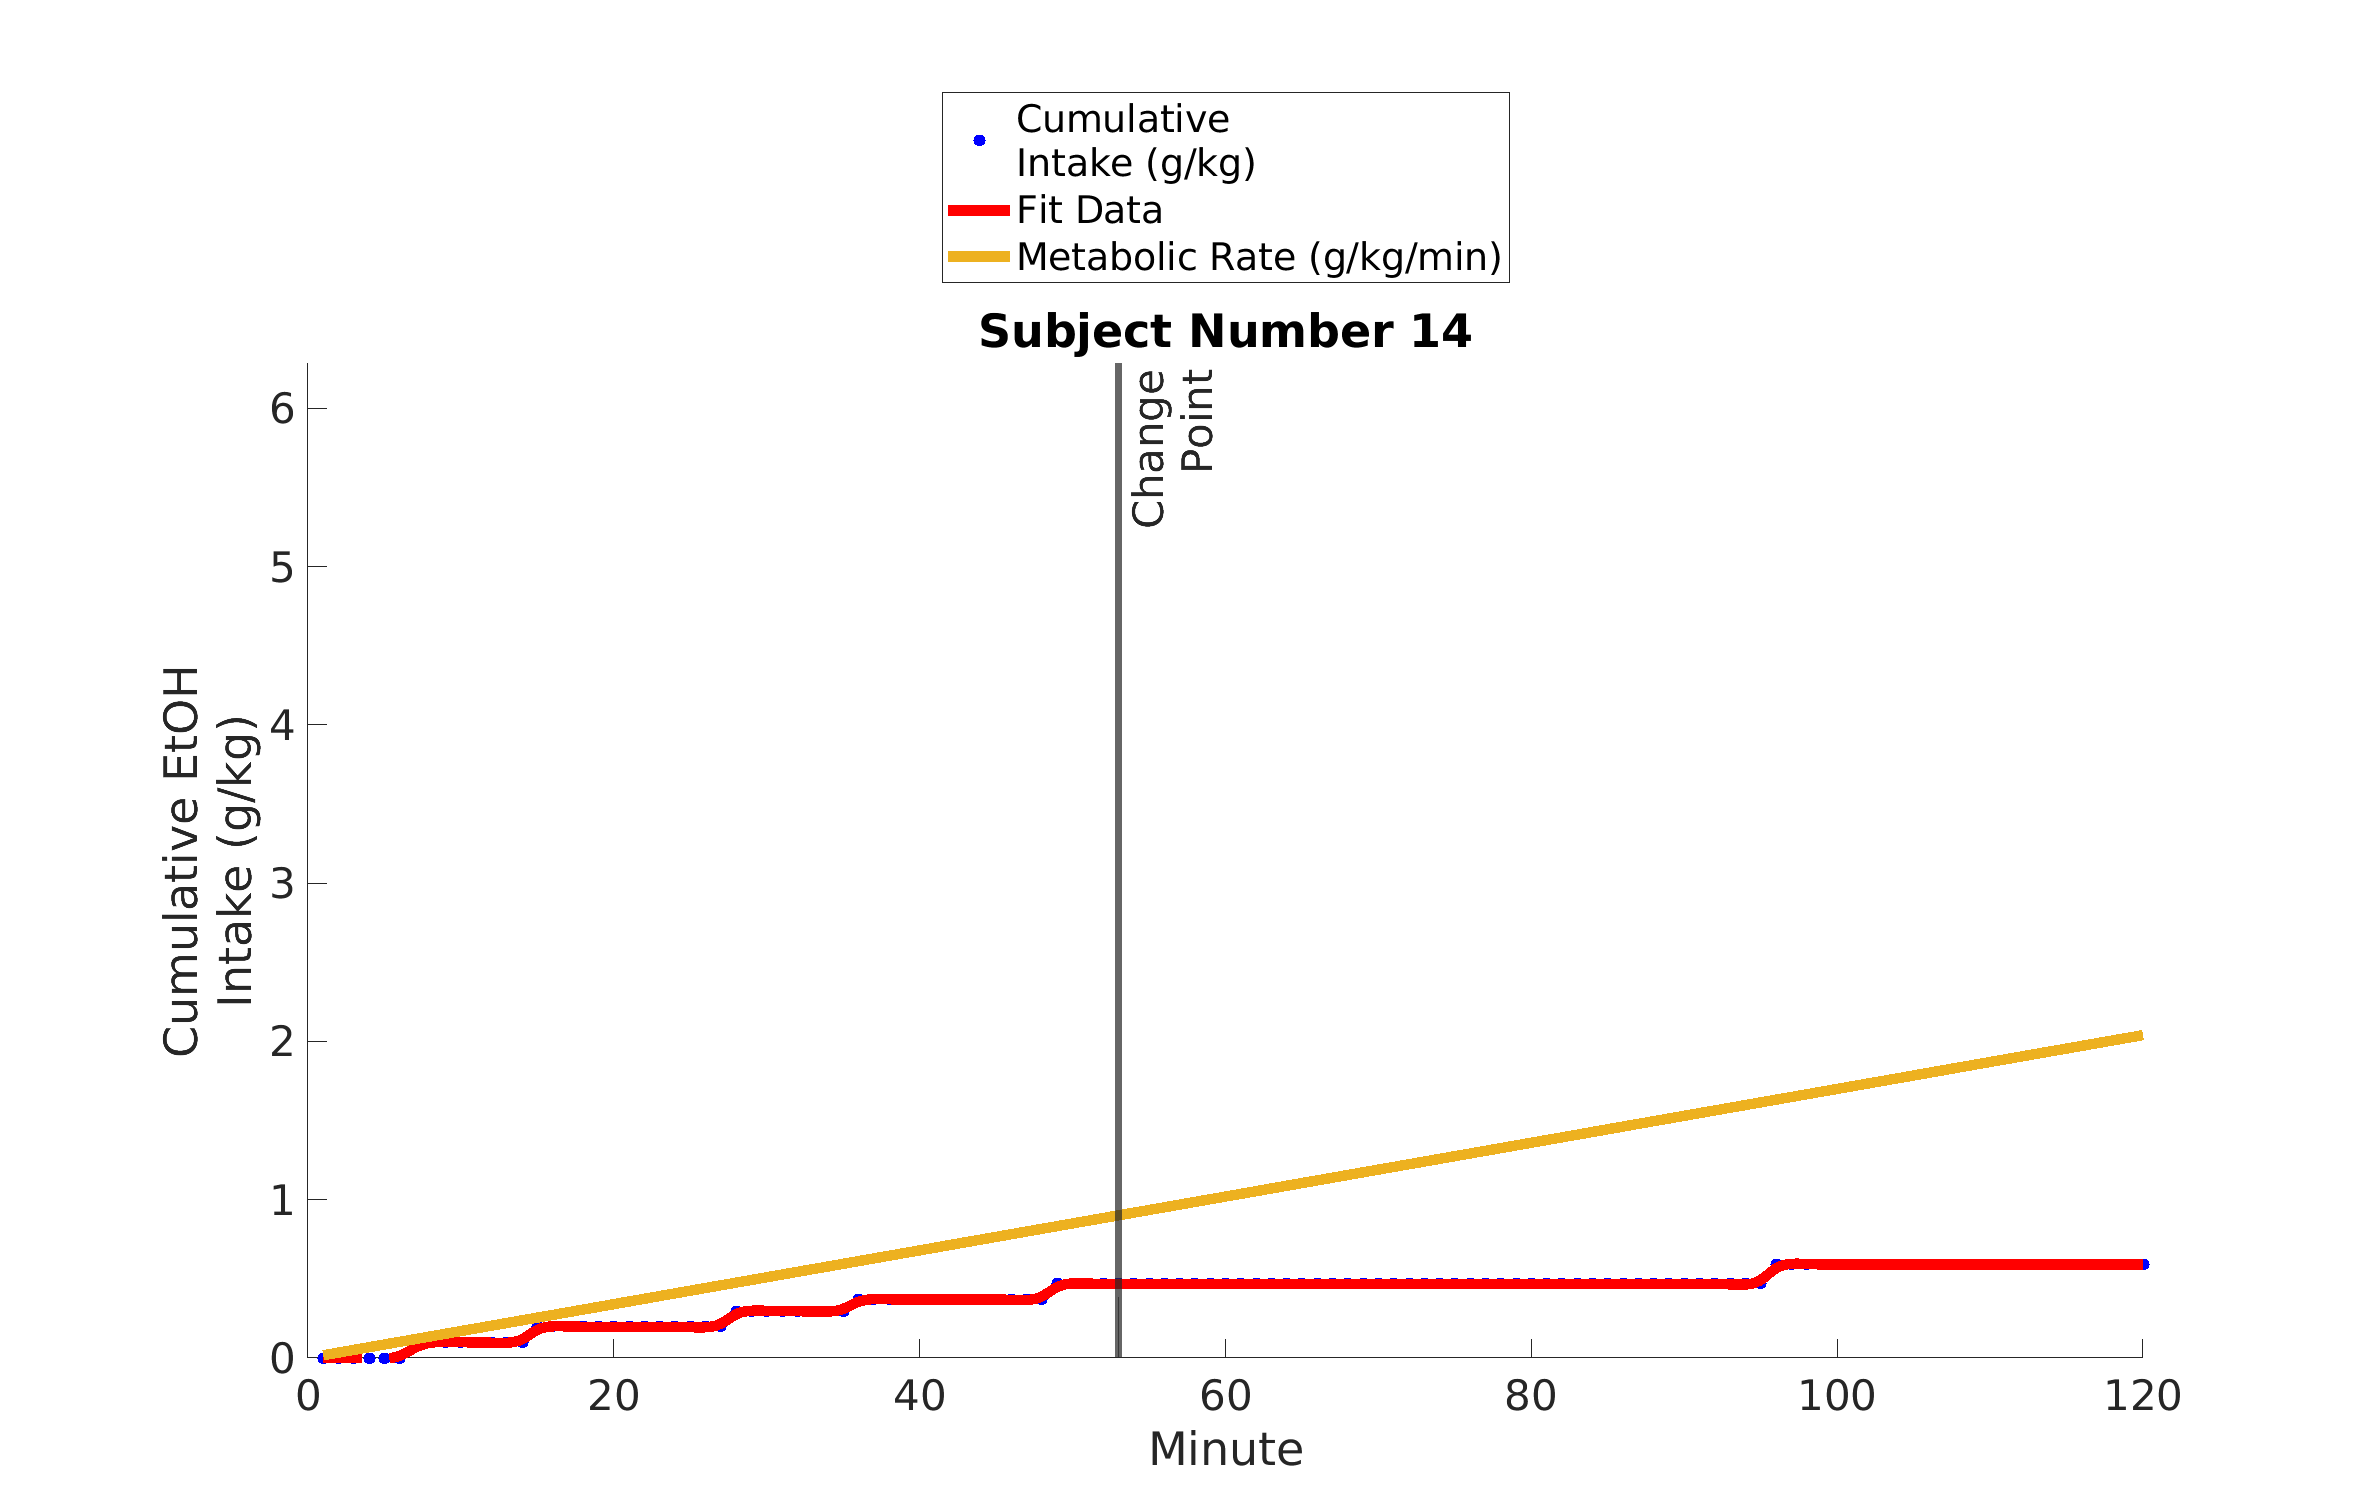 Cumulative
Intake (g/kg)
Fit Data
Metabolic Rate (g/kg/min)
Subject Number 14
Change
Point
Cumulative EtOH
Intake (g/kg)
6
5
4
3
2
1
0
0 20 40 60 80 100 120
Minute